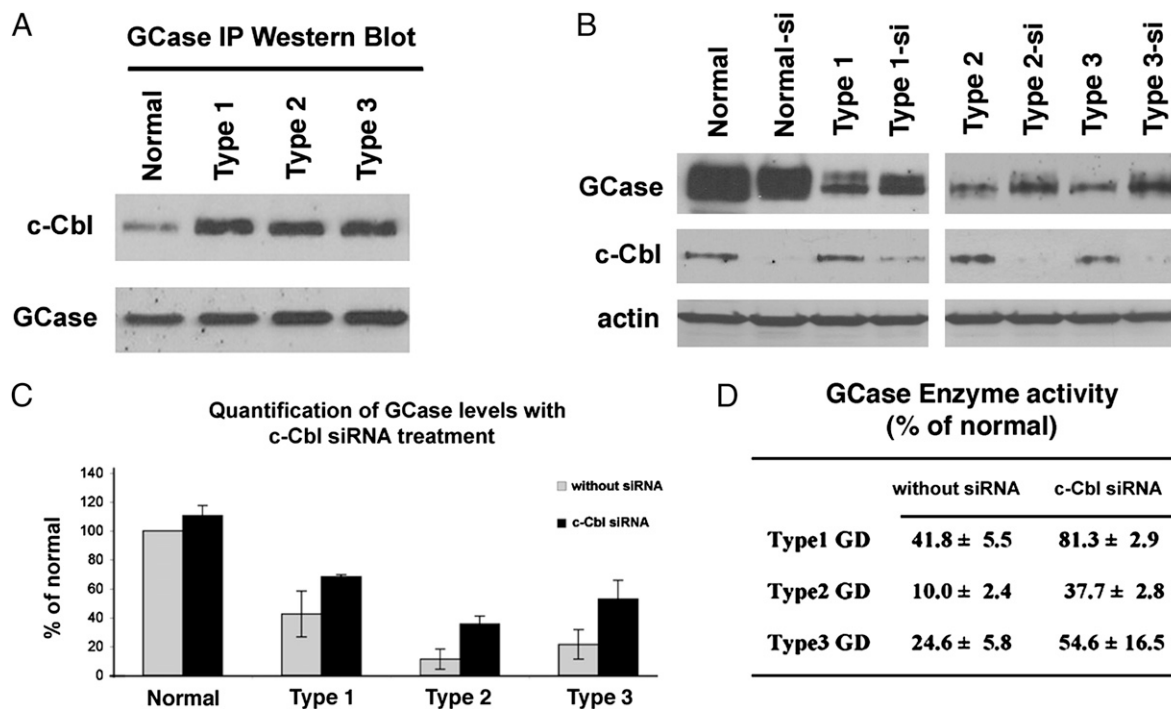 A
GCase IP Western Blot
Normal
Type 1
Type 2
Type 3
c-Cbl
GCase
B
Normal
Normal-si
Type 1
Type 1-si
Type 2
Type 2-si
Type 3
Type 3-si
GCase
c-Cbl
actin
C
Quantification of GCase levels with
c-Cbl siRNA treatment
% of normal
140
120
100
80
60
40
20
0
without siRNA
c-Cbl siRNA
Normal
Type 1
Type 2
Type 3
D
GCase Enzyme activity
(% of normal)
without siRNA c-Cbl siRNA
Type1 GD 41.8 ± 5.5 81.3 ± 2.9
Type2 GD 10.0 ± 2.4 37.7 ± 2.8
Type3 GD 24.6 ± 5.8 54.6 ± 16.5